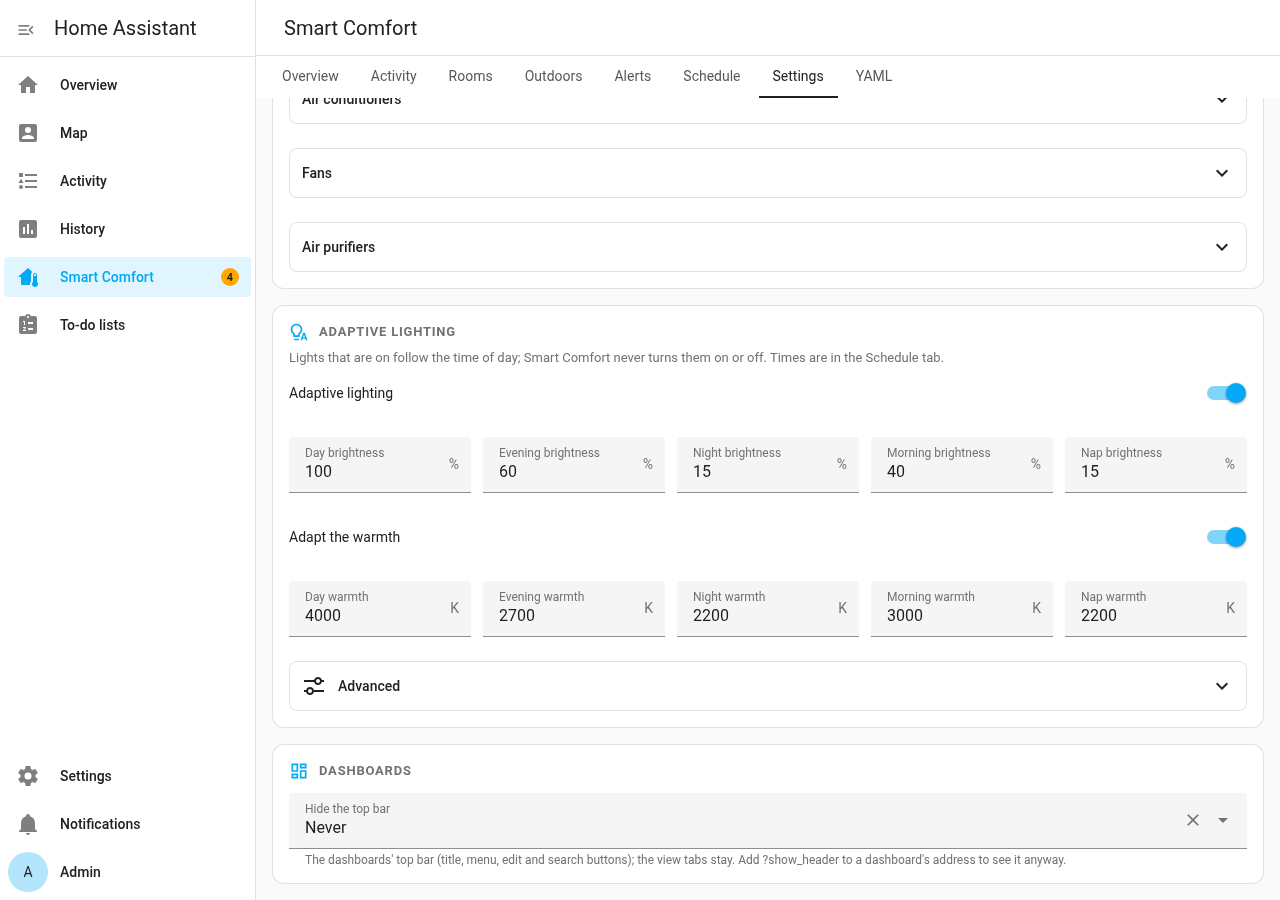 Home Assistant
Smart Comfort
Overview
Activity
Rooms
Outdoors
Alerts
Schedule
Settings
YAML
Overview
Map
Activity
History
Smart Comfort
4
To-do lists
Settings
Notifications
A
Admin
Air conditioners
Fans
Air purifiers
ADAPTIVE LIGHTING
Lights that are on follow the time of day; Smart Comfort never turns them on or off. Times are in the Schedule tab.
Adaptive lighting
Day brightness
100 %
Evening brightness
60 %
Night brightness
15 %
Morning brightness
40 %
Nap brightness
15 %
Adapt the warmth
Day warmth
4000 K
Evening warmth
2700 K
Night warmth
2200 K
Morning warmth
3000 K
Nap warmth
2200 K
Advanced
DASHBOARDS
Hide the top bar
Never
The dashboards' top bar (title, menu, edit and search buttons); the view tabs stay. Add ?show_header to a dashboard's address to see it anyway.